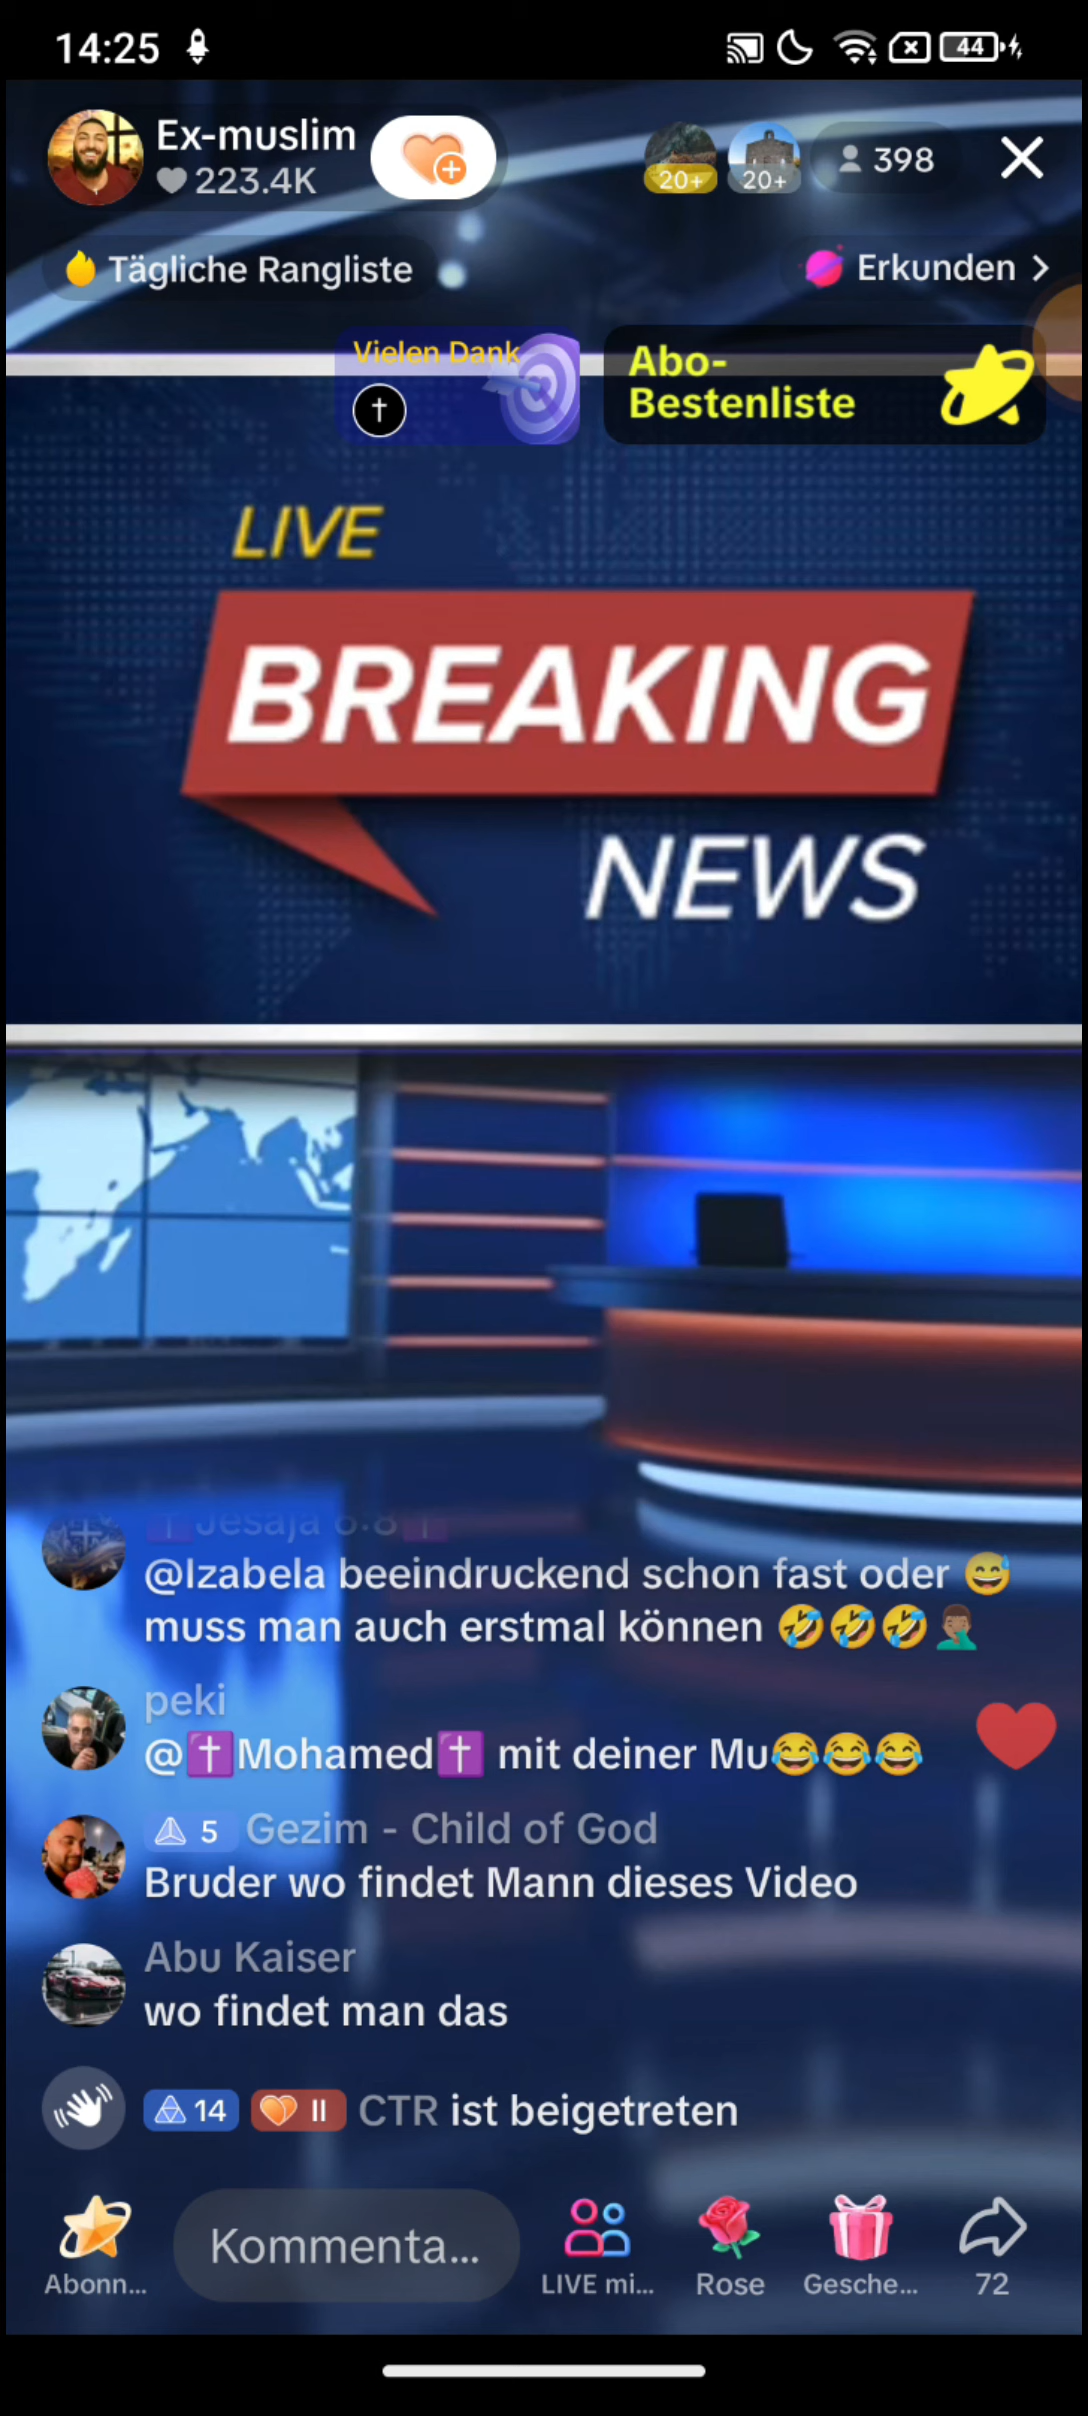 14:25
44
Ex-muslim
223.4K
20+
20+
398
Tägliche Rangliste
Erkunden >
Vielen Dank
Abo-
Bestenliste
LIVE
BREAKING
NEWS
Jesaja 6:8
@Izabela beeindruckend schon fast oder 😅
muss man auch erstmal können 🤣🤣🤣🤦🏽‍♂️
peki
@✝️Mohamed✝️ mit deiner Mu😂😂😂
5 Gezim - Child of God
Bruder wo findet Mann dieses Video
Abu Kaiser
wo findet man das
14 II CTR ist beigetreten
Kommenta...
Abonn...
LIVE mi...
Rose
Gesche...
72